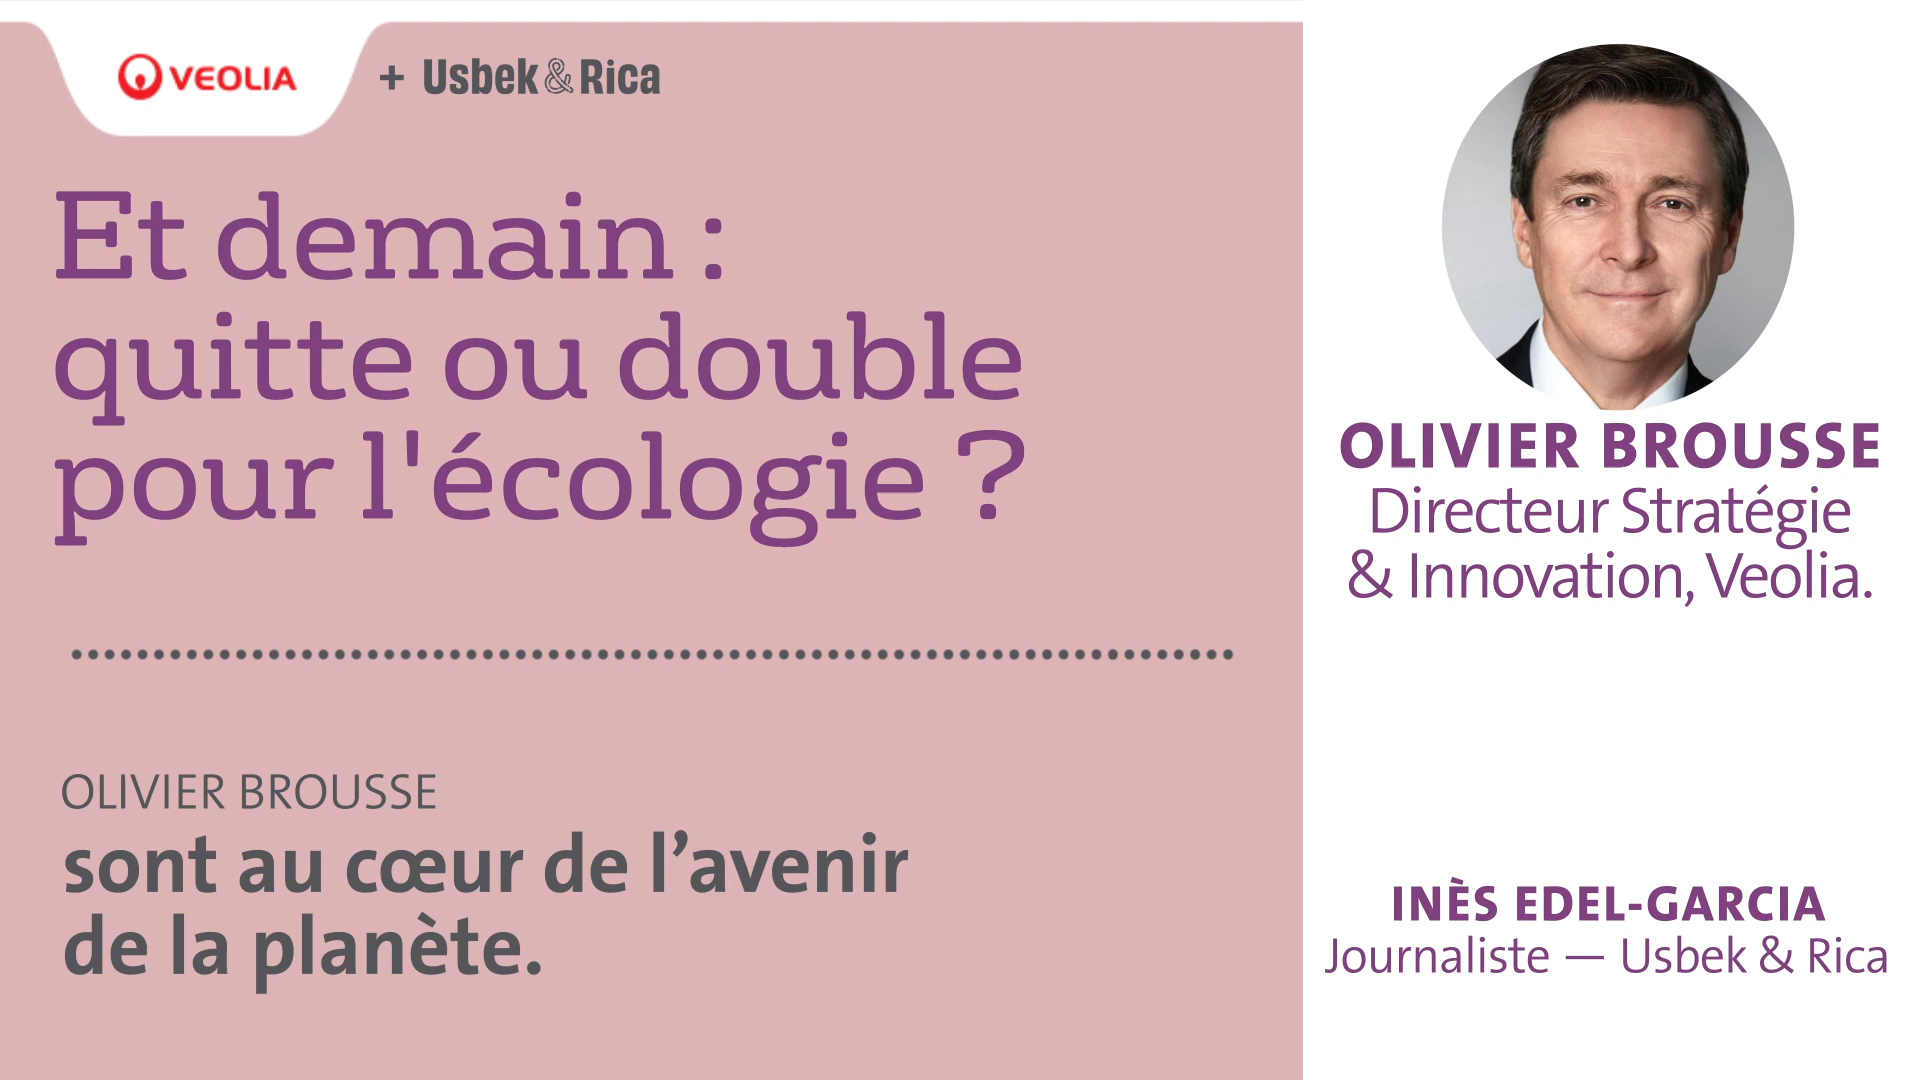 VEOLIA + Usbek & Rica
Et demain :
quitte ou double
pour l'écologie ?
OLIVIER BROUSSE
sont au cœur de l’avenir
de la planète.
OLIVIER BROUSSE
Directeur Stratégie
& Innovation, Veolia.
INÈS EDEL-GARCIA
Journaliste — Usbek & Rica